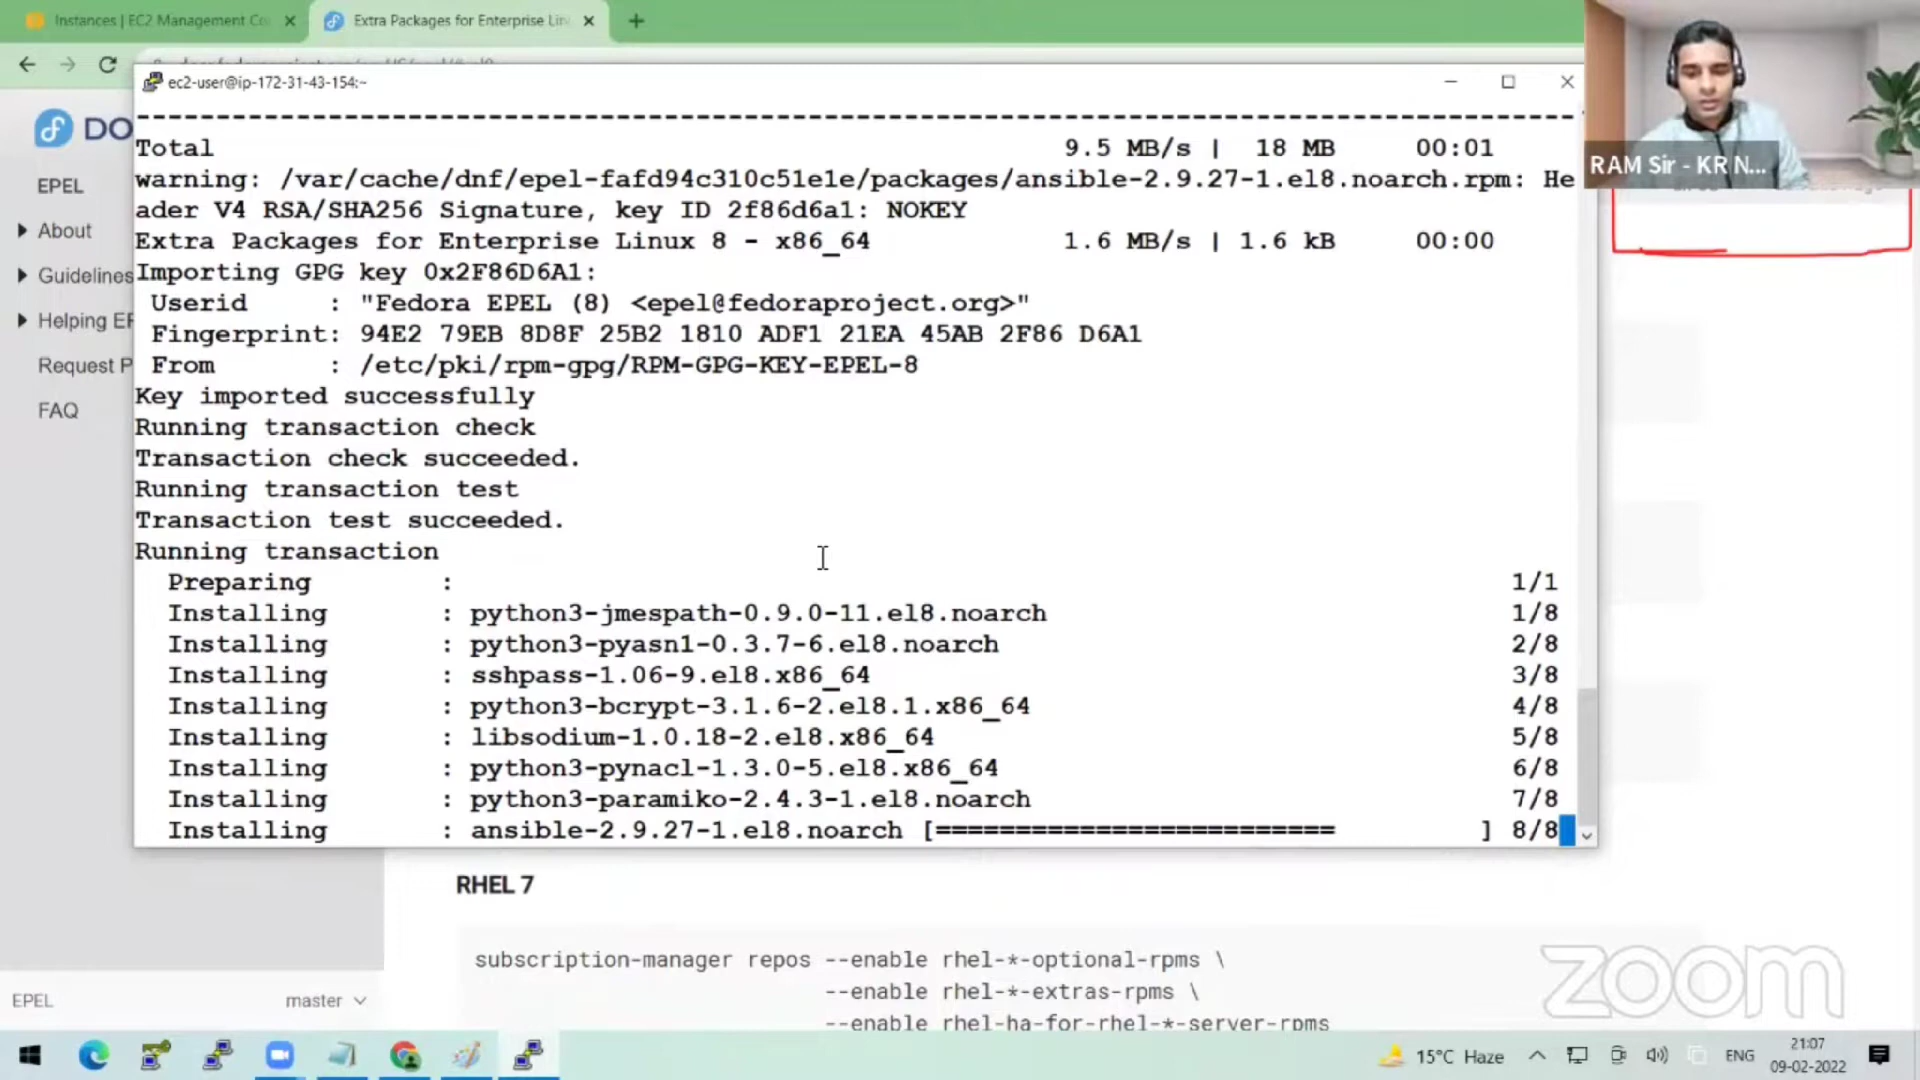 Instances | EC2 Management Co
Extra Packages for Enterprise Lin
ec2-user@ip-172-31-43-154:~
DO
EPEL
About
Guidelines
Helping EP
Request P
FAQ
Total 9.5 MB/s | 18 MB 00:01
warning: /var/cache/dnf/epel-fafd94c310c51e1e/packages/ansible-2.9.27-1.el8.noarch.rpm: He
ader V4 RSA/SHA256 Signature, key ID 2f86d6a1: NOKEY
Extra Packages for Enterprise Linux 8 - x86_64 1.6 MB/s | 1.6 kB 00:00
Importing GPG key 0x2F86D6A1:
Userid : "Fedora EPEL (8) <epel@fedoraproject.org>"
Fingerprint: 94E2 79EB 8D8F 25B2 1810 ADF1 21EA 45AB 2F86 D6A1
From : /etc/pki/rpm-gpg/RPM-GPG-KEY-EPEL-8
Key imported successfully
Running transaction check
Transaction check succeeded.
Running transaction test
Transaction test succeeded.
Running transaction
Preparing : 1/1
Installing : python3-jmespath-0.9.0-11.el8.noarch 1/8
Installing : python3-pyasn1-0.3.7-6.el8.noarch 2/8
Installing : sshpass-1.06-9.el8.x86_64 3/8
Installing : python3-bcrypt-3.1.6-2.el8.1.x86_64 4/8
Installing : libsodium-1.0.18-2.el8.x86_64 5/8
Installing : python3-pynacl-1.3.0-5.el8.x86_64 6/8
Installing : python3-paramiko-2.4.3-1.el8.noarch 7/8
Installing : ansible-2.9.27-1.el8.noarch [========================= ] 8/8
RAM Sir - KR N...
RHEL 7
subscription-manager repos --enable rhel-*-optional-rpms \
--enable rhel-*-extras-rpms \
--enable rhel-ha-for-rhel-*-server-rpms
EPEL master
zoom
15°C Haze
ENG
21:07
09-02-2022